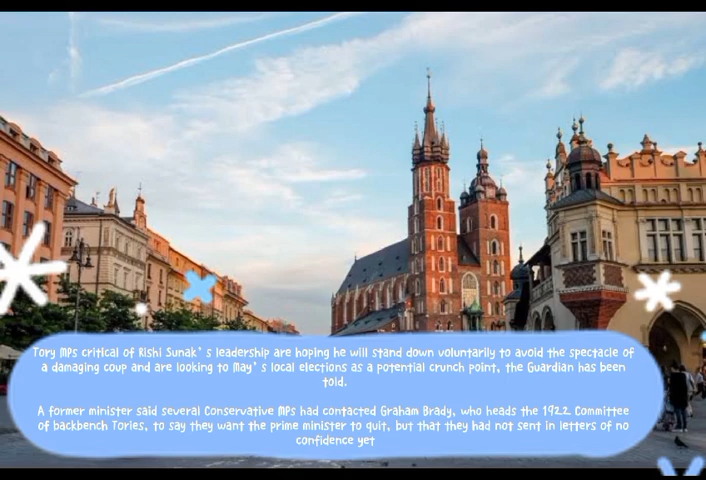 Tory MPs critical of Rishi Sunak's leadership are hoping he will stand down voluntarily to avoid the spectacle of
a damaging coup and are looking to May's local elections as a potential crunch point, the Guardian has been
told.
A former minister said several Conservative MPs had contacted Graham Brady, who heads the 1922 Committee
of backbench Tories, to say they want the prime minister to quit, but that they had not sent in letters of no
confidence yet